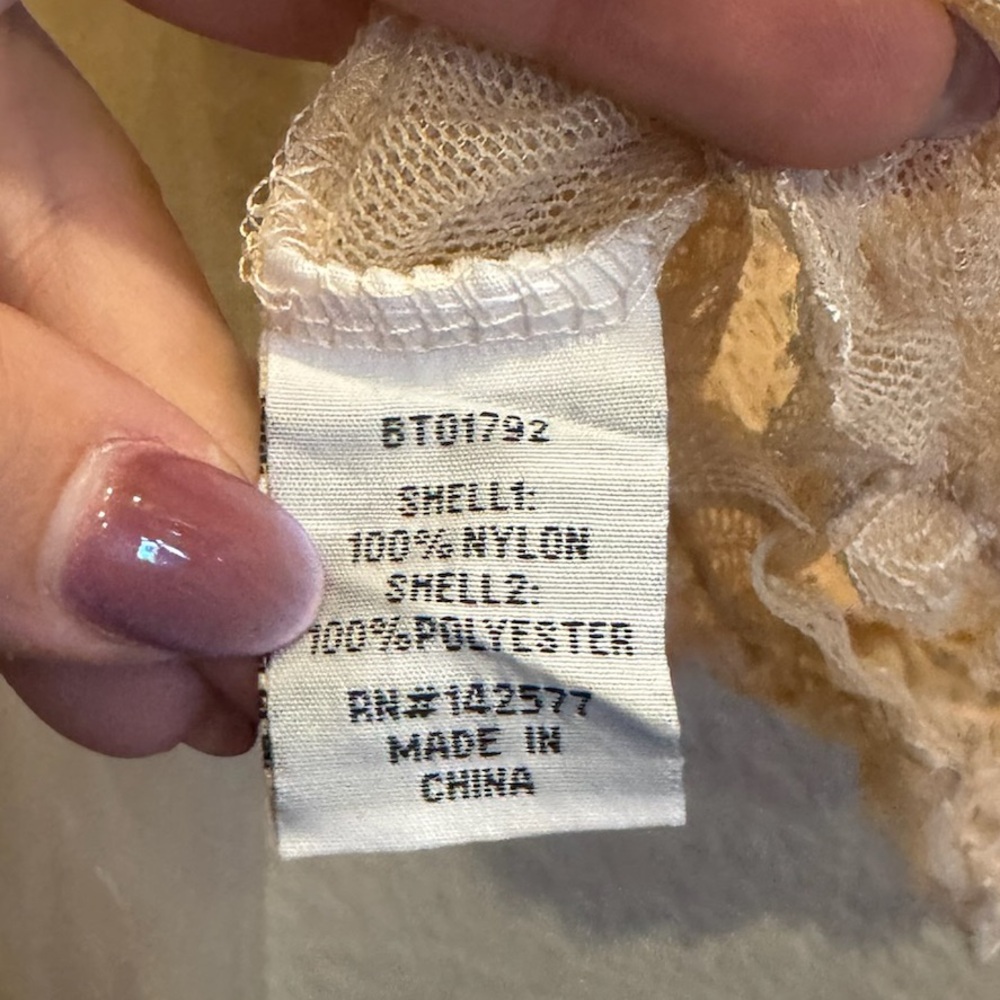 BT01792
SHELL1:
100%NYLON
SHELL2:
100%POLYESTER
RN#142577
MADE IN
CHINA